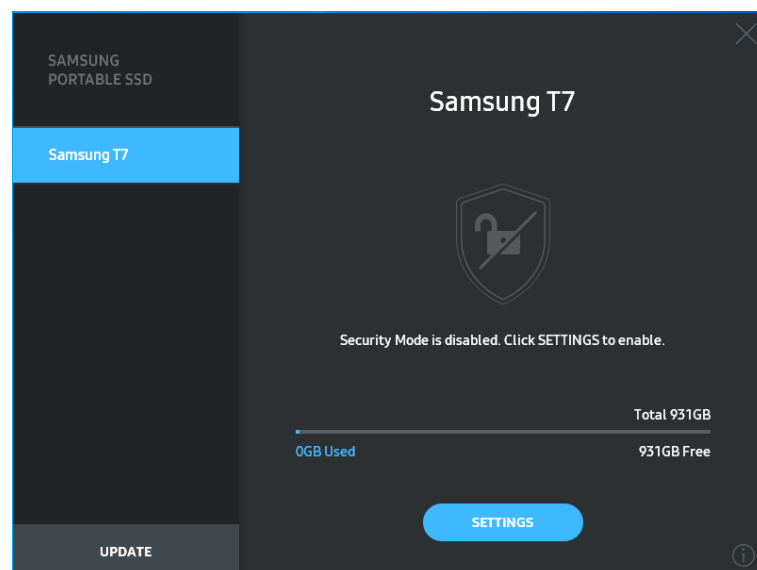 SAMSUNG
PORTABLE SSD
Samsung T7
UPDATE
Samsung T7
Security Mode is disabled. Click SETTINGS to enable.
Total 931GB
0GB Used
931GB Free
SETTINGS
i